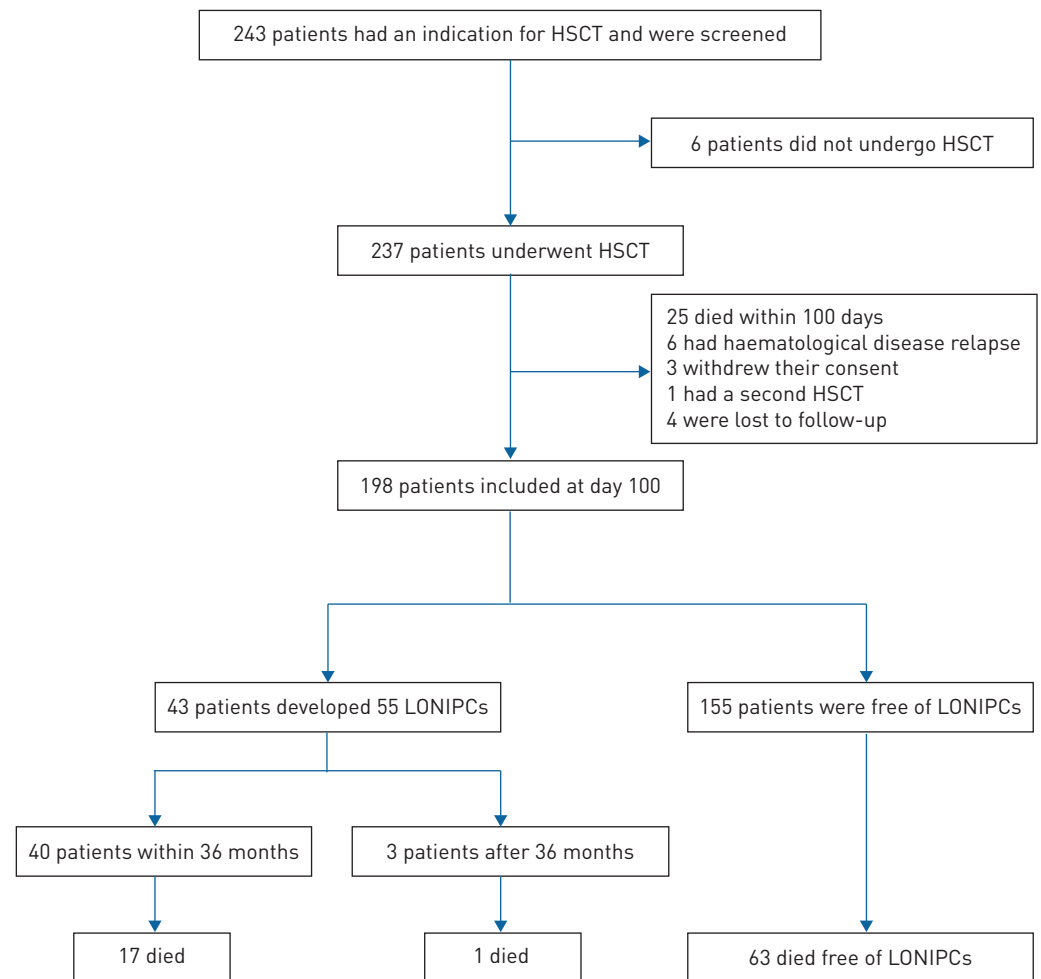 243 patients had an indication for HSCT and were screened
6 patients did not undergo HSCT
237 patients underwent HSCT
25 died within 100 days
6 had haematological disease relapse
3 withdrew their consent
1 had a second HSCT
4 were lost to follow-up
198 patients included at day 100
43 patients developed 55 LONIPCs
155 patients were free of LONIPCs
40 patients within 36 months
3 patients after 36 months
17 died
1 died
63 died free of LONIPCs